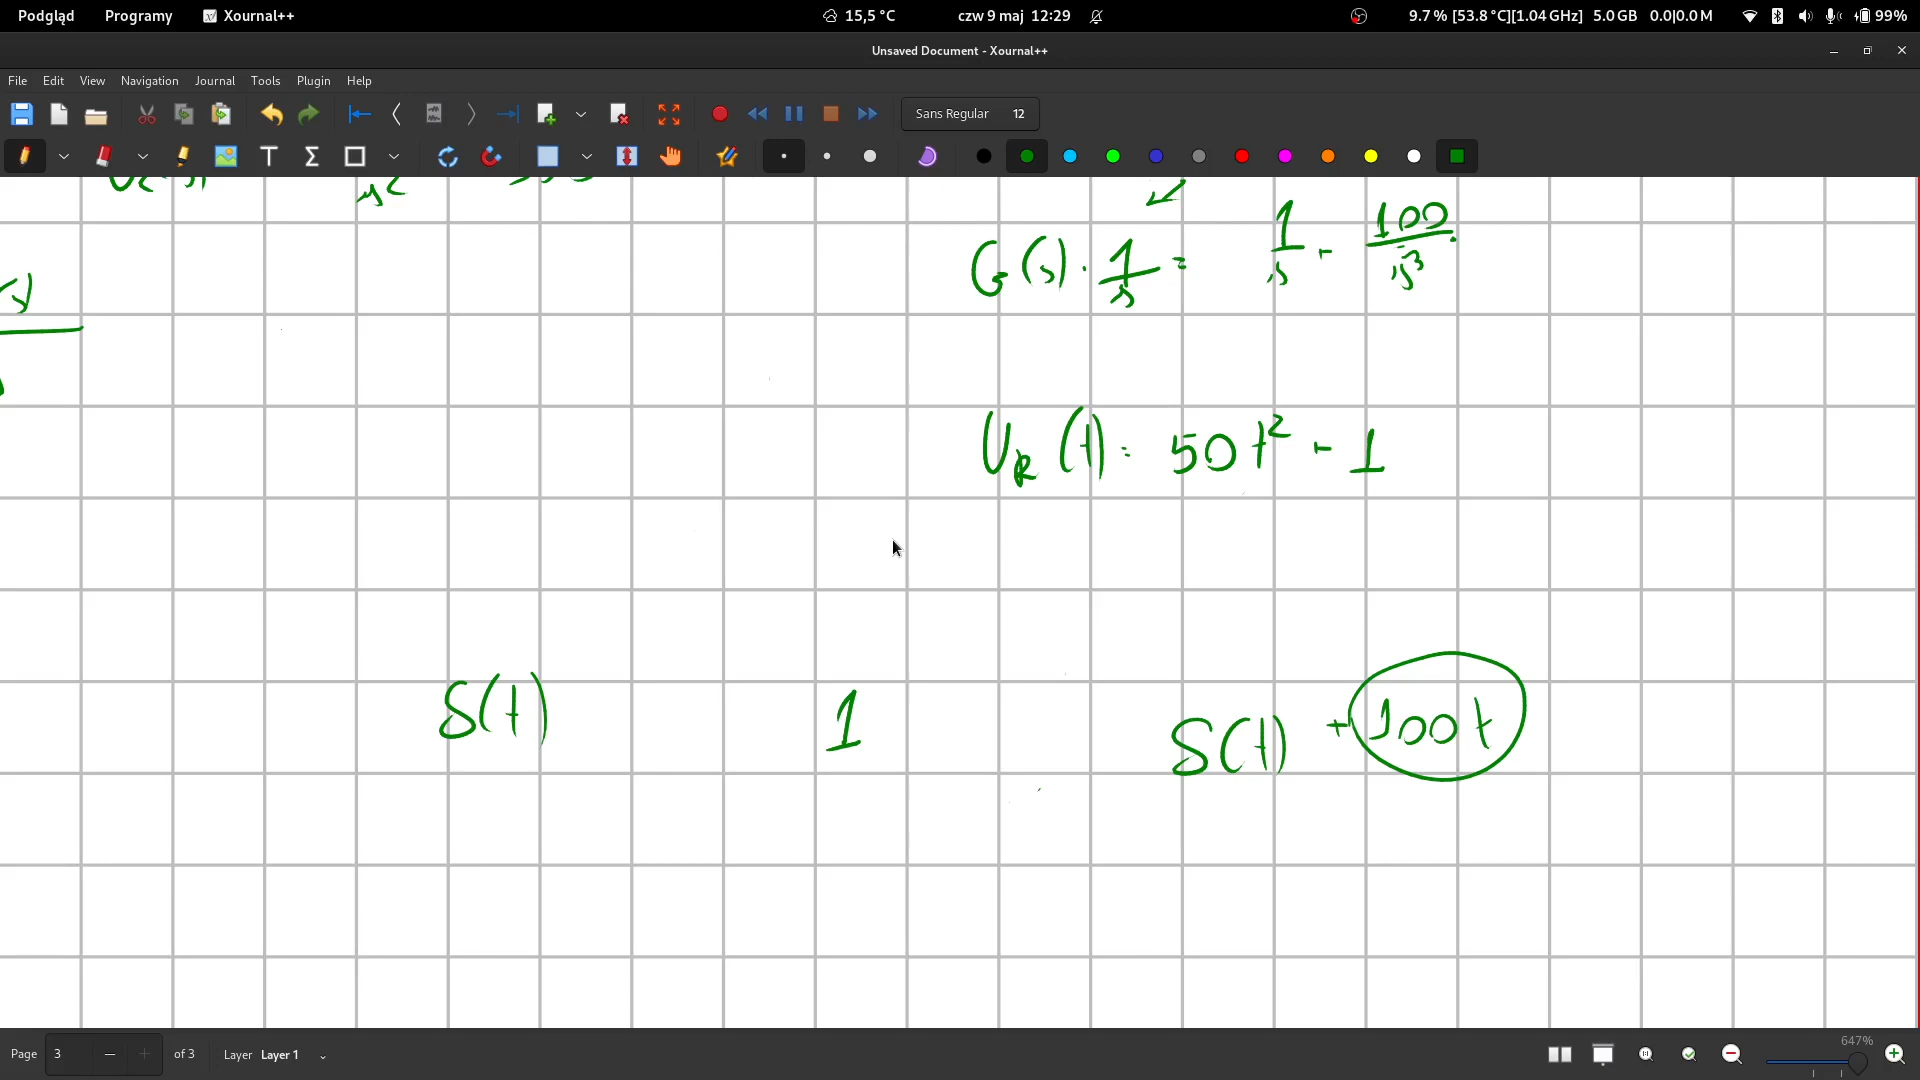 Podgląd Programy Xournal++ 15,5 °C czw 9 maj 12:29 9.7 % [53.8 °C][1.04 GHz] 5.0 GB 0.0|0.0 M 99%
Unsaved Document - Xournal++
File Edit View Navigation Journal Tools Plugin Help
Sans Regular 12
G(s) · 1/s = 1/s - 100/s³
U_R(t) = 50t² - 1
δ(t) 1 δ(t) + 100t
647%
Page 3 of 3 Layer Layer 1